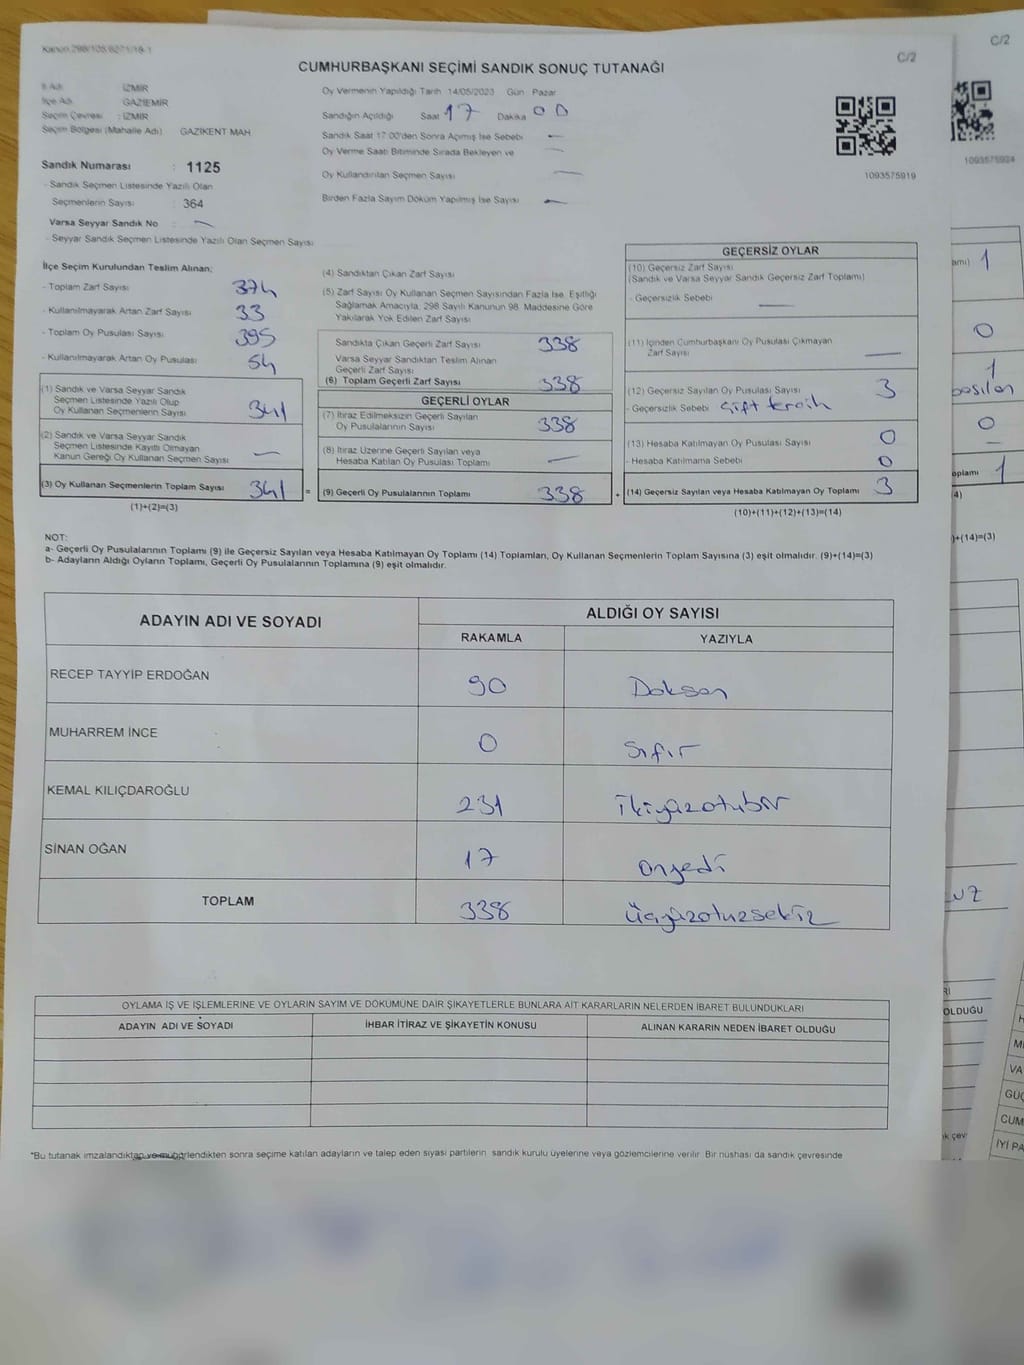 Kanun 298/105,6271/18-1
C/2
CUMHURBAŞKANI SEÇİMİ SANDIK SONUÇ TUTANAĞI
İl Adı : İZMİR
İlçe Adı : GAZİEMİR
Seçim Çevresi : İZMİR
Seçim Bölgesi (Mahalle Adı) GAZİKENT MAH
Sandık Numarası : 1125
- Sandık Seçmen Listesinde Yazılı Olan
Seçmenlerin Sayısı : 364
Varsa Seyyar Sandık No : —
- Seyyar Sandık Seçmen Listesinde Yazılı Olan Seçmen Sayısı
Oy Vermenin Yapıldığı Tarih 14/05/2023 Gün Pazar
Sandığın Açıldığı Saat 17 Dakika 00
Sandık Saat 17:00'den Sonra Açımış İse Sebebi —
Oy Verme Saati Bitiminde Sırada Bekleyen ve —
Oy Kullandırılan Seçmen Sayısı —
Birden Fazla Sayım Döküm Yapılmış İse Sayısı —
1093575919
İlçe Seçim Kurulundan Teslim Alınan;
- Toplam Zarf Sayısı 374
- Kullanılmayarak Artan Zarf Sayısı 33
- Toplam Oy Pusulası Sayısı 395
- Kullanılmayarak Artan Oy Pusulası 54
(1) Sandık ve Varsa Seyyar Sandık
Seçmen Listesinde Yazılı Olup
Oy Kullanan Seçmenlerin Sayısı 341
(2) Sandık ve Varsa Seyyar Sandık
Seçmen Listesinde Kayıtlı Olmayan
Kanun Gereği Oy Kullanan Seçmen Sayısı —
(3) Oy Kullanan Seçmenlerin Toplam Sayısı 341 =
(1)+(2)=(3)
(4) Sandıktan Çıkan Zarf Sayısı
(5) Zarf Sayısı Oy Kullanan Seçmen Sayısından Fazla İse, Eşitliği
Sağlamak Amacıyla, 298 Sayılı Kanunun 98. Maddesine Göre
Yakılarak Yok Edilen Zarf Sayısı
Sandıkta Çıkan Geçerli Zarf Sayısı 338
Varsa Seyyar Sandıktan Teslim Alınan
Geçerli Zarf Sayısı
(6) Toplam Geçerli Zarf Sayısı 338
GEÇERLİ OYLAR
(7) İtiraz Edilmeksizin Geçerli Sayılan
Oy Pusulalarının Sayısı 338
(8) İtiraz Üzerine Geçerli Sayılan veya
Hesaba Katılan Oy Pusulası Toplamı —
(9) Geçerli Oy Pusulalarının Toplamı 338 +
GEÇERSİZ OYLAR
(10) Geçersiz Zarf Sayısı
(Sandık ve Varsa Seyyar Sandık Geçersiz Zarf Toplamı)
- Geçersizlik Sebebi —
(11) İçinden Cumhurbaşkanı Oy Pusulası Çıkmayan
Zarf Sayısı —
(12) Geçersiz Sayılan Oy Pusulası Sayısı 3
- Geçersizlik Sebebi Çift tercih
(13) Hesaba Katılmayan Oy Pusulası Sayısı 0
- Hesaba Katılmama Sebebi 0
(14) Geçersiz Sayılan veya Hesaba Katılmayan Oy Toplamı 3
(10)+(11)+(12)+(13)=(14)
NOT:
a- Geçerli Oy Pusulalarının Toplamı (9) ile Geçersiz Sayılan veya Hesaba Katılmayan Oy Toplamı (14) Toplamları, Oy Kullanan Seçmenlerin Toplam Sayısına (3) eşit olmalıdır. (9)+(14)=(3)
b- Adayların Aldığı Oyların Toplamı, Geçerli Oy Pusulalarının Toplamına (9) eşit olmalıdır.
ADAYIN ADI VE SOYADI ALDIĞI OY SAYISI
RAKAMLA YAZIYLA
RECEP TAYYİP ERDOĞAN 90 Doksan
MUHARREM İNCE 0 Sıfır
KEMAL KILIÇDAROĞLU 231 İkiyüzotubir
SİNAN OĞAN 17 Onyedi
TOPLAM 338 Üçyüzotuzsekiz
OYLAMA İŞ VE İŞLEMLERİNE VE OYLARIN SAYIM VE DÖKÜMÜNE DAİR ŞİKAYETLERLE BUNLARA AİT KARARLARIN NELERDEN İBARET BULUNDUKLARI
ADAYIN ADI VE SOYADI İHBAR İTİRAZ VE ŞİKAYETİN KONUSU ALINAN KARARIN NEDEN İBARET OLDUĞU
*Bu tutanak imzalandıktan ve mühürlendikten sonra seçime katılan adayların ve talep eden siyasi partilerin sandık kurulu üyelerine veya gözlemcilerine verilir. Bir nüshası da sandık çevresinde
C/2
1093575924
amı) 1
0
1
basılan
0
—
oplamı 1
4)
)+(14)=(3)
uz
Rİ
OLDUĞU
ık çev
H
Mİ
VA
GÜÇ
CUM
İYİ PA